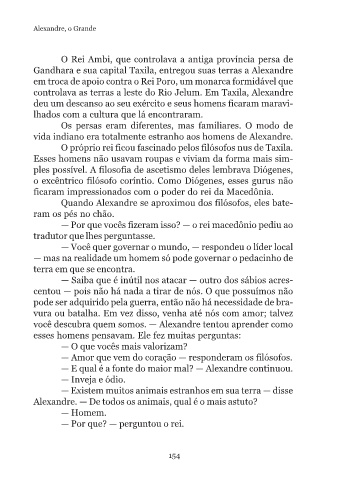 Alexandre, o Grande
O Rei Ambi, que controlava a antiga província persa de
Gandhara e sua capital Taxila, entregou suas terras a Alexandre
em troca de apoio contra o Rei Poro, um monarca formidável que
controlava as terras a leste do Rio Jelum. Em Taxila, Alexandre
deu um descanso ao seu exército e seus homens ficaram maravi-
lhados com a cultura que lá encontraram.
Os persas eram diferentes, mas familiares. O modo de
vida indiano era totalmente estranho aos homens de Alexandre.
O próprio rei ficou fascinado pelos filósofos nus de Taxila.
Esses homens não usavam roupas e viviam da forma mais sim-
ples possível. A filosofia de ascetismo deles lembrava Diógenes,
o excêntrico filósofo coríntio. Como Diógenes, esses gurus não
ficaram impressionados com o poder do rei da Macedônia.
Quando Alexandre se aproximou dos filósofos, eles bate-
ram os pés no chão.
— Por que vocês fizeram isso? — o rei macedônio pediu ao
tradutor que lhes perguntasse.
— Você quer governar o mundo, — respondeu o líder local
— mas na realidade um homem só pode governar o pedacinho de
terra em que se encontra.
— Saiba que é inútil nos atacar — outro dos sábios acres-
centou — pois não há nada a tirar de nós. O que possuímos não
pode ser adquirido pela guerra, então não há necessidade de bra-
vura ou batalha. Em vez disso, venha até nós com amor; talvez
você descubra quem somos. — Alexandre tentou aprender como
esses homens pensavam. Ele fez muitas perguntas:
— O que vocês mais valorizam?
— Amor que vem do coração — responderam os filósofos.
— E qual é a fonte do maior mal? — Alexandre continuou.
— Inveja e ódio.
— Existem muitos animais estranhos em sua terra — disse
Alexandre. — De todos os animais, qual é o mais astuto?
— Homem.
— Por que? — perguntou o rei.
154